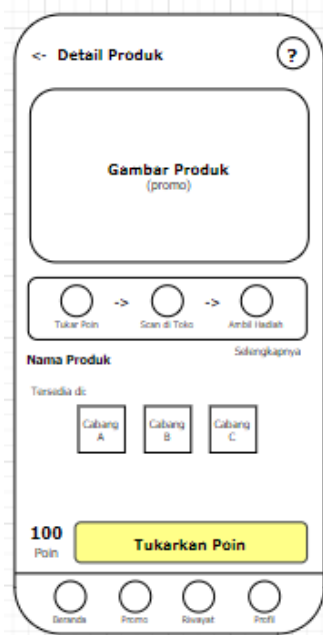 <- Detail Produk
?
Gambar Produk
(promo)
-> ->
Tukar Poin Scan di Toko Ambil Hadiah
Selengkapnya
Nama Produk
Tersedia di:
Cabang Cabang Cabang
A B C
100
Poin
Tukarkan Poin
Beranda Promo Riwayat Profil